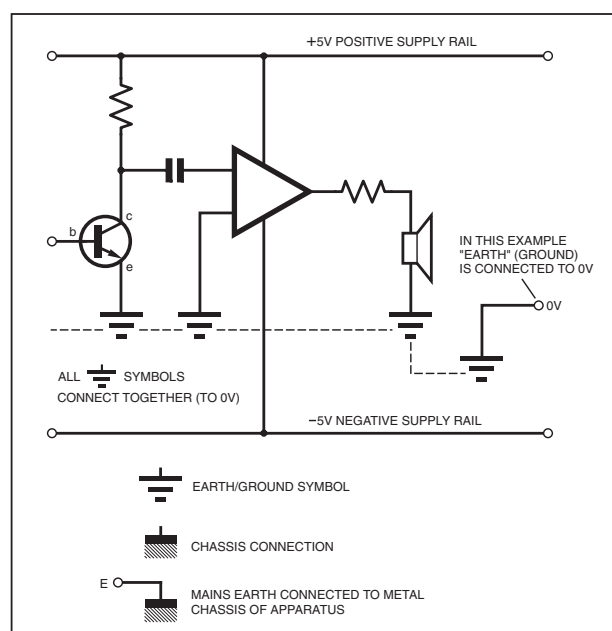 +5V POSITIVE SUPPLY RAIL
c
b
e
IN THIS EXAMPLE
"EARTH" (GROUND)
IS CONNECTED TO 0V
0V
ALL SYMBOLS
CONNECT TOGETHER (TO 0V)
−5V NEGATIVE SUPPLY RAIL
EARTH/GROUND SYMBOL
CHASSIS CONNECTION
E
MAINS EARTH CONNECTED TO METAL
CHASSIS OF APPARATUS